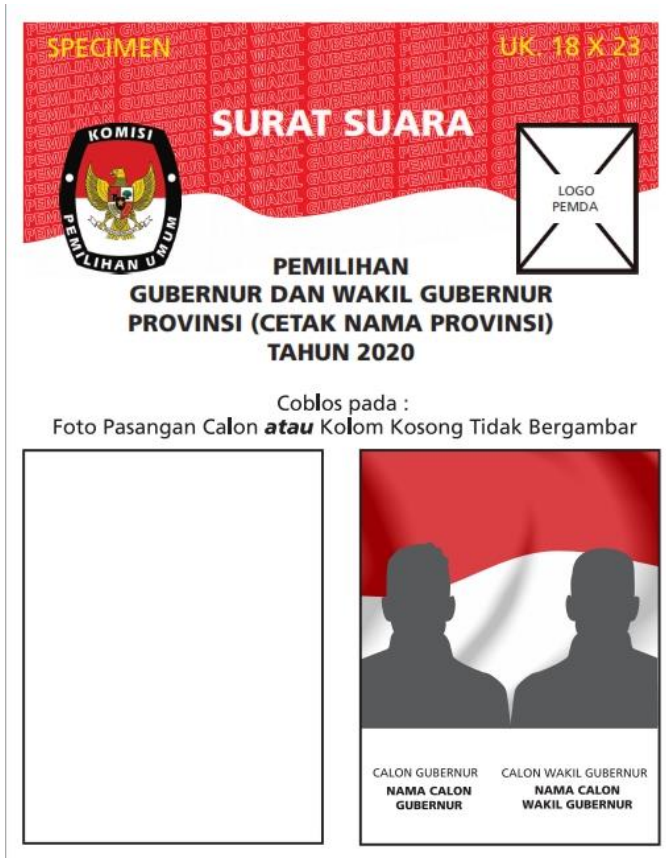 SPECIMEN
UK. 18 X 23
SURAT SUARA
KOMISI
PEMILIHAN UMUM
LOGO
PEMDA
PEMILIHAN
GUBERNUR DAN WAKIL GUBERNUR
PROVINSI (CETAK NAMA PROVINSI)
TAHUN 2020
Coblos pada :
Foto Pasangan Calon atau Kolom Kosong Tidak Bergambar
CALON GUBERNUR
NAMA CALON
GUBERNUR
CALON WAKIL GUBERNUR
NAMA CALON
WAKIL GUBERNUR